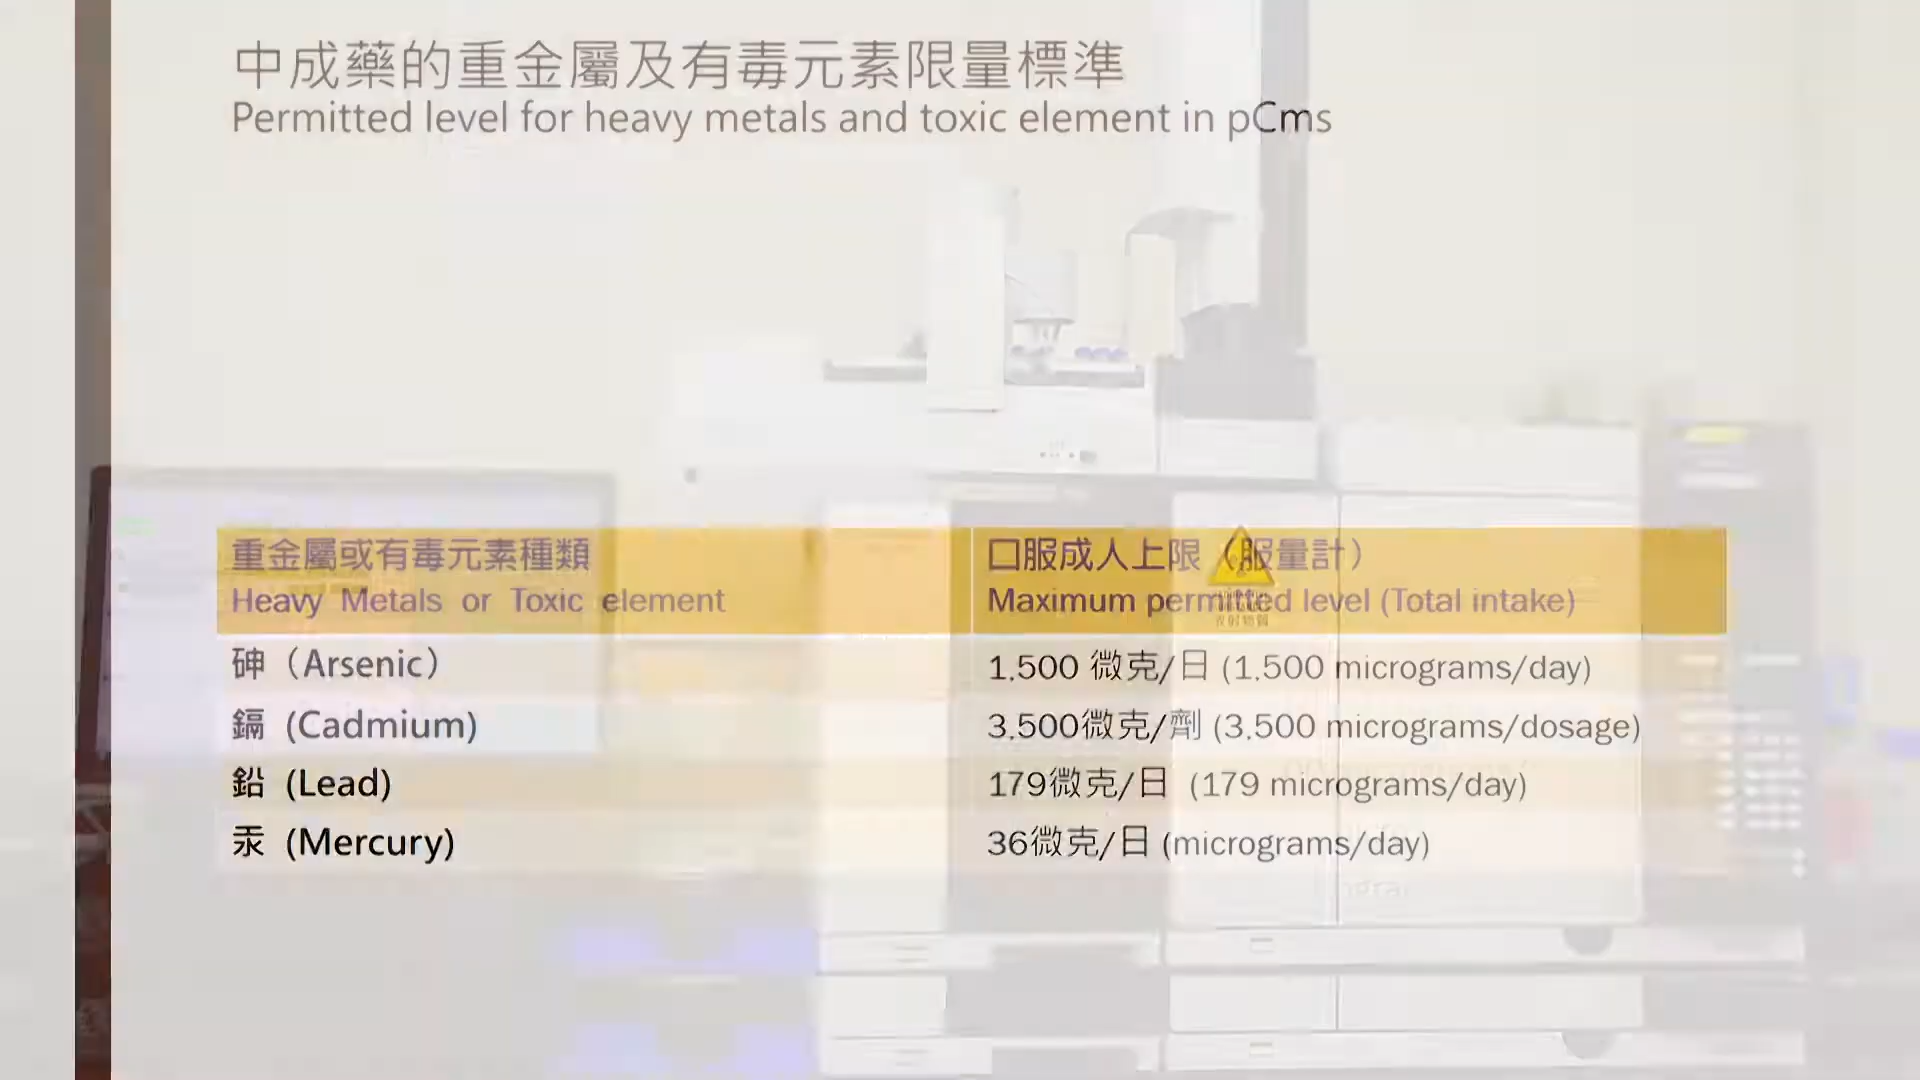 中成藥的重金屬及有毒元素限量標準
Permitted level for heavy metals and toxic element in pCms
重金屬或有毒元素種類
Heavy Metals or Toxic element
口服成人上限（服量計）
Maximum permitted level (Total intake)
砷（Arsenic）
1,500 微克/日 (1,500 micrograms/day)
鎘 (Cadmium)
3,500微克/劑 (3,500 micrograms/dosage)
鉛 (Lead)
179微克/日 (179 micrograms/day)
汞 (Mercury)
36微克/日 (micrograms/day)